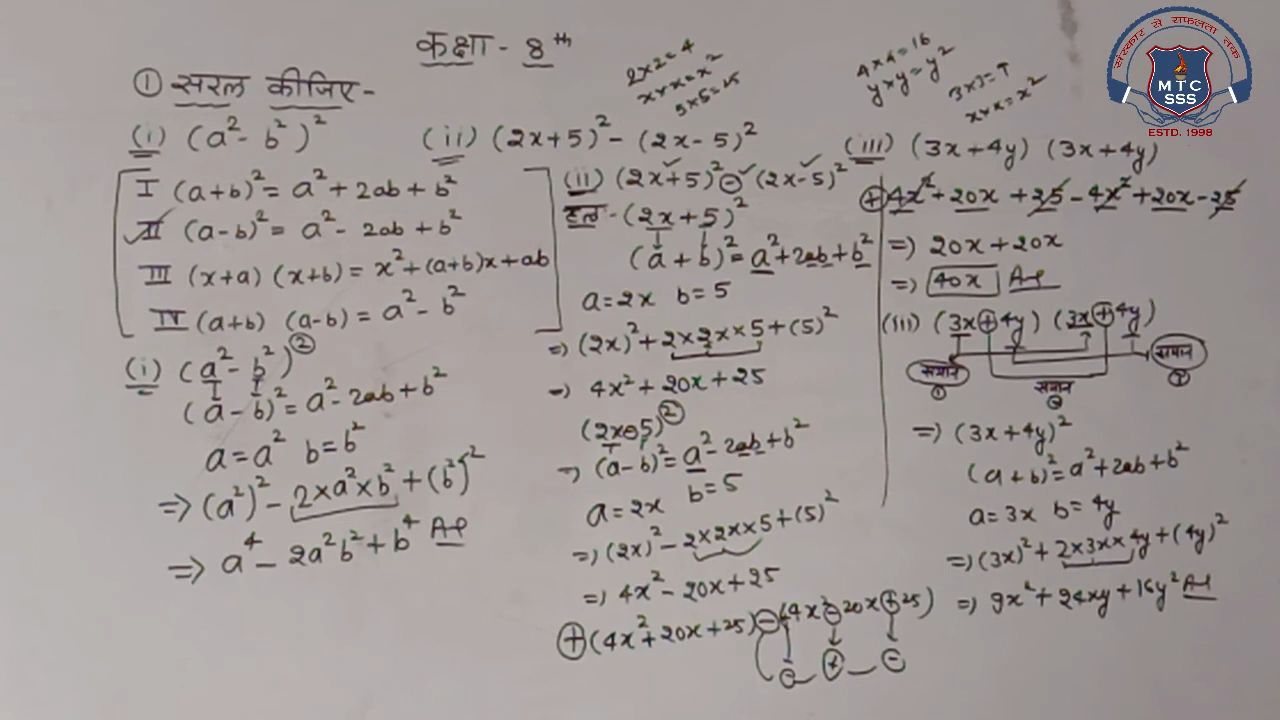 कक्षा - 8th
① सरल कीजिए -
(i) (a² - b²)²
(ii) (2x+5)² - (2x-5)²
(iii) (3x+4y) (3x+4y)
2×2=4
x×x=x²
5×5=25
4×4=16
y×y=y²
3×3=9
x×x=x²
I (a+b)² = a² + 2ab + b²
II (a-b)² = a² - 2ab + b²
III (x+a) (x+b) = x² + (a+b)x + ab
IV (a+b) (a-b) = a² - b²
(i) (a² - b²)²
(a - b)² = a² - 2ab + b²
a = a² b = b²
=> (a²)² - 2×a²×b² + (b²)²
=> a⁴ - 2a²b² + b⁴ Ans
(ii) (2x+5)² - (2x-5)²
हल - (2x+5)²
(a+b)² = a² + 2ab + b²
a = 2x b = 5
=> (2x)² + 2×2x×5 + (5)²
=> 4x² + 20x + 25
(2x-5)²
=> (a-b)² = a² - 2ab + b²
a = 2x b = 5
=> (2x)² - 2×2x×5 + (5)²
=> 4x² - 20x + 25
+(4x²+20x+25) - (4x²-20x+25)
- + -
+4x²+20x+25-4x²+20x-25
=> 20x+20x
=> 40x Ans
(iii) (3x+4y) (3x+4y)
समान ①
समान ②
समान
=> (3x+4y)²
(a+b)² = a² + 2ab + b²
a = 3x b = 4y
=> (3x)² + 2×3x×4y + (4y)²
=> 9x² + 24xy + 16y² Ans
संस्कार से सफलता तक
MTC
SSS
ESTD. 1998